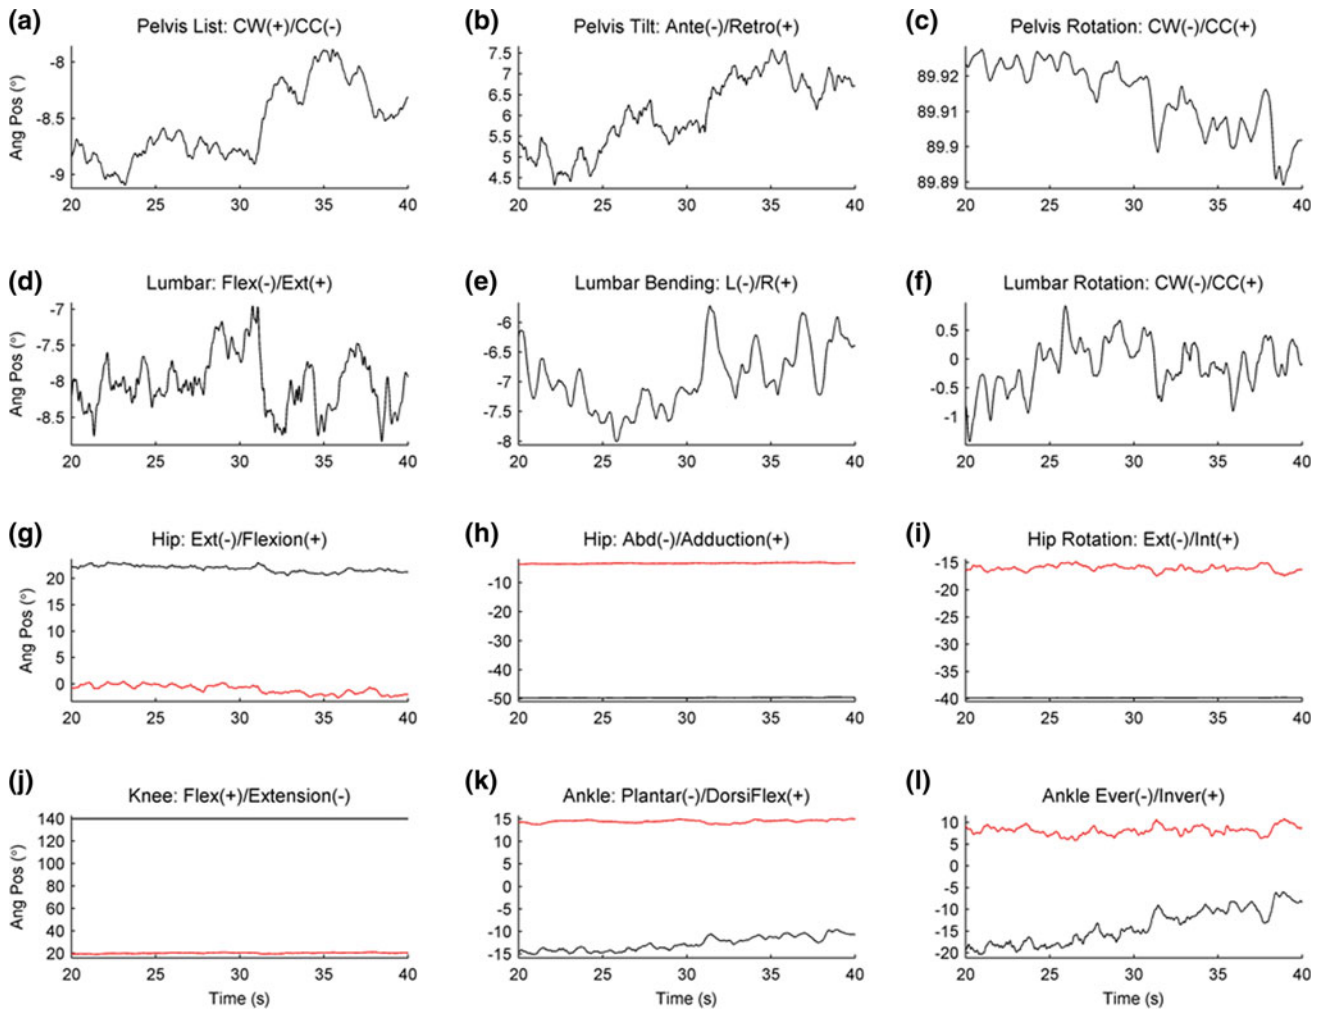 (a) Pelvis List: CW(+)/CC(-)
Ang Pos (°)
-8
-8.5
-9
20 25 30 35 40
(b) Pelvis Tilt: Ante(-)/Retro(+)
7.5
7
6.5
6
5.5
5
4.5
20 25 30 35 40
(c) Pelvis Rotation: CW(-)/CC(+)
89.92
89.91
89.9
89.89
20 25 30 35 40
(d) Lumbar: Flex(-)/Ext(+)
Ang Pos (°)
-7
-7.5
-8
-8.5
20 25 30 35 40
(e) Lumbar Bending: L(-)/R(+)
-6
-6.5
-7
-7.5
-8
20 25 30 35 40
(f) Lumbar Rotation: CW(-)/CC(+)
0.5
0
-0.5
-1
20 25 30 35 40
(g) Hip: Ext(-)/Flexion(+)
Ang Pos (°)
20
15
10
5
0
20 25 30 35 40
(h) Hip: Abd(-)/Adduction(+)
-10
-20
-30
-40
-50
20 25 30 35 40
(i) Hip Rotation: Ext(-)/Int(+)
-15
-20
-25
-30
-35
-40
20 25 30 35 40
(j) Knee: Flex(+)/Extension(-)
Ang Pos (°)
140
120
100
80
60
40
20
20 25 30 35 40
Time (s)
(k) Ankle: Plantar(-)/DorsiFlex(+)
15
10
5
0
-5
-10
-15
20 25 30 35 40
Time (s)
(l) Ankle Ever(-)/Inver(+)
10
5
0
-5
-10
-15
-20
20 25 30 35 40
Time (s)